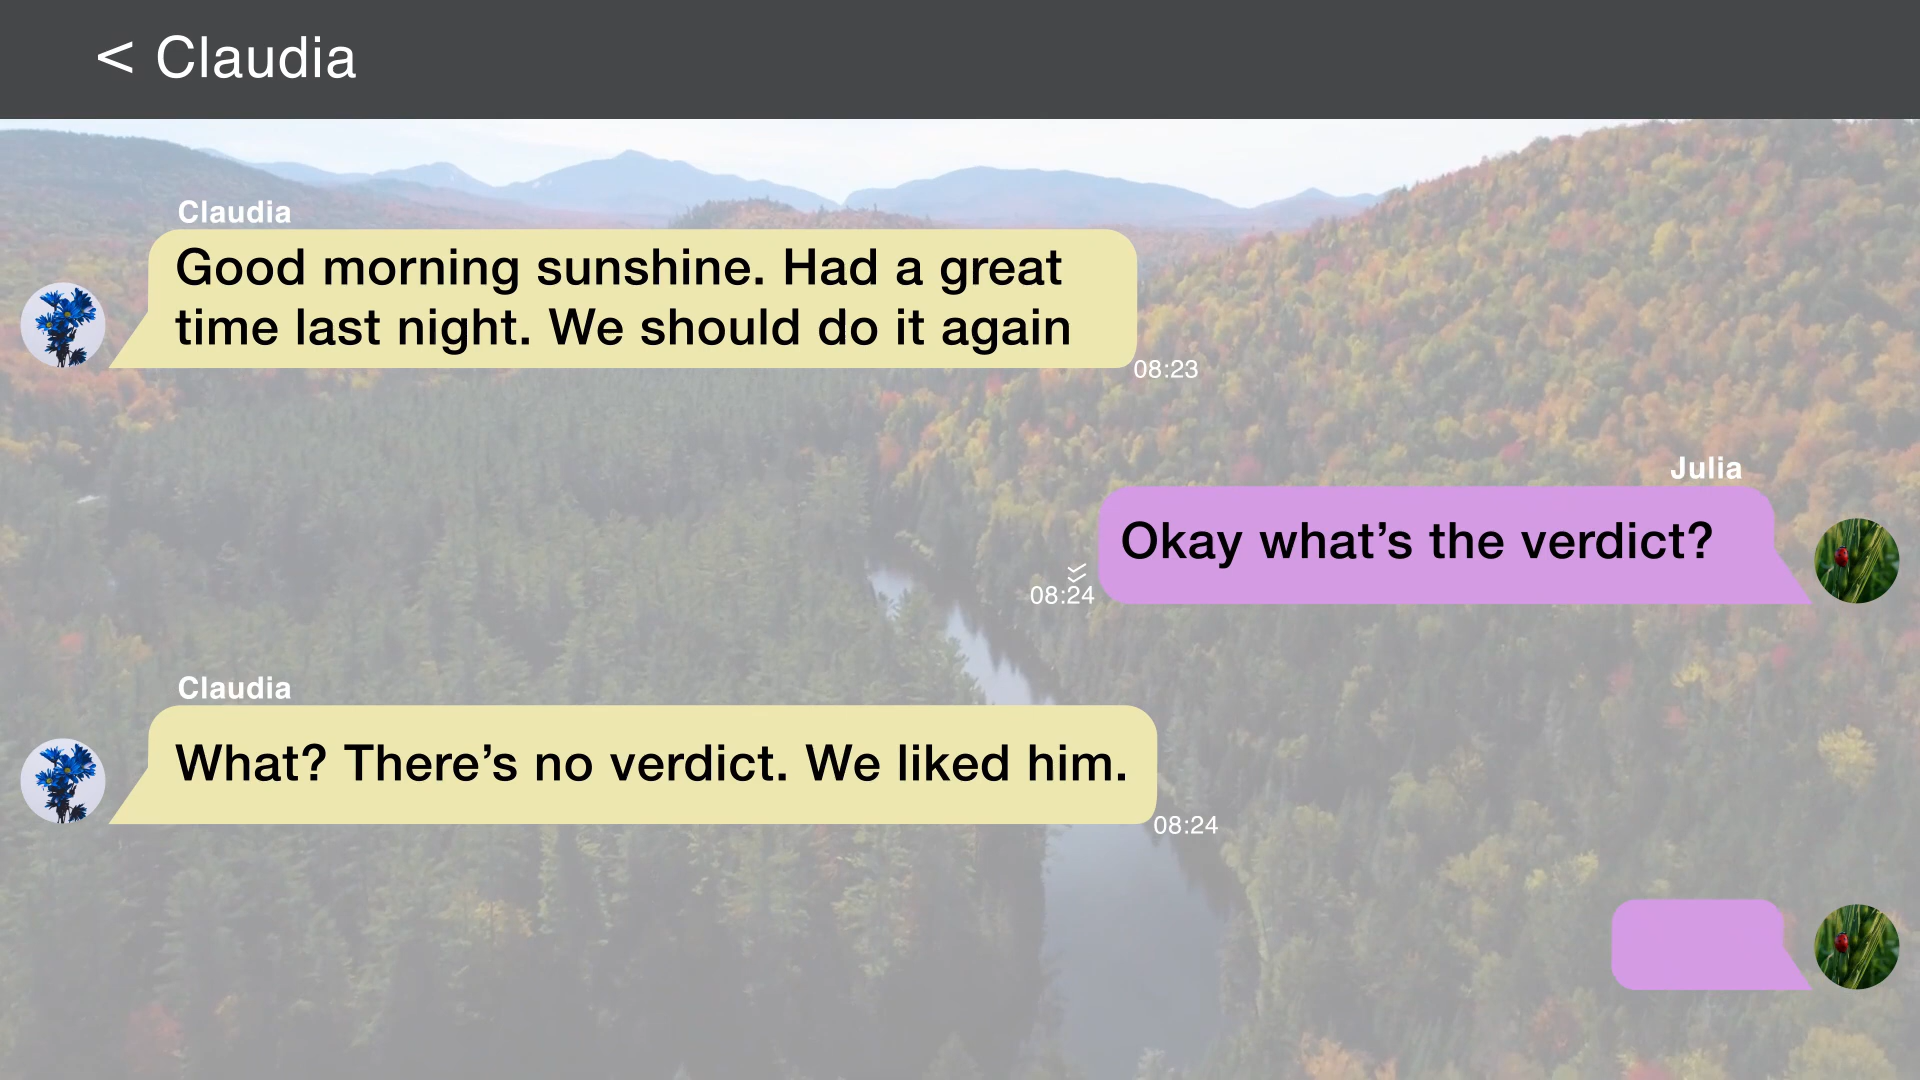 < Claudia
Claudia
Good morning sunshine. Had a great
time last night. We should do it again
08:23
Julia
Okay what’s the verdict?
08:24
Claudia
What? There’s no verdict. We liked him.
08:24